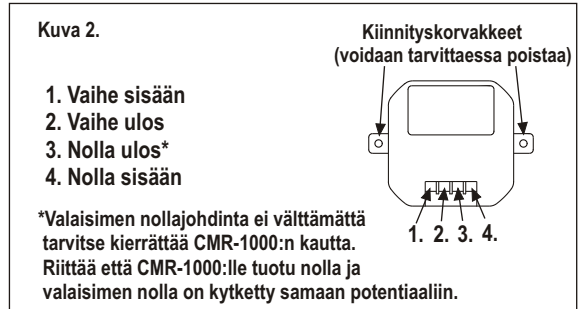 Kuva 2.
Kiinnityskorvakkeet
(voidaan tarvittaessa poistaa)
1. Vaihe sisään
2. Vaihe ulos
3. Nolla ulos*
4. Nolla sisään
1. 2. 3. 4.
*Valaisimen nollajohdinta ei välttämättä
tarvitse kierrättää CMR-1000:n kautta.
Riittää että CMR-1000:lle tuotu nolla ja
valaisimen nolla on kytketty samaan potentiaaliin.